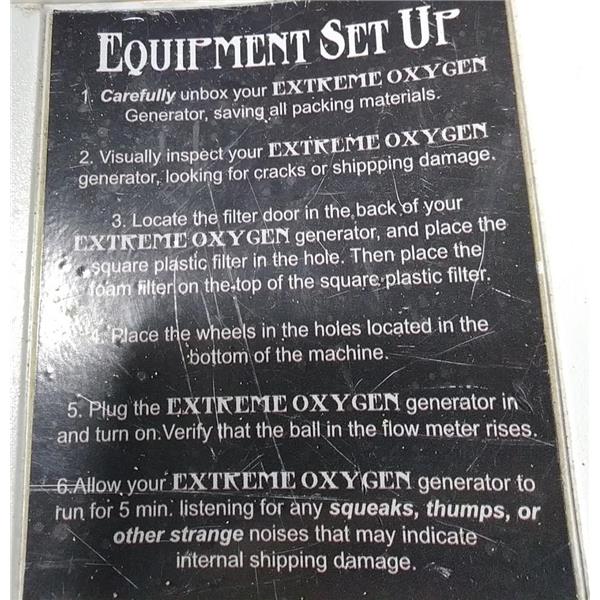 EQUIPMENT SET UP
1. Carefully unbox your EXTREME OXYGEN
Generator, saving all packing materials.
2. Visually inspect your EXTREME OXYGEN
generator, looking for cracks or shippping damage.
3. Locate the filter door in the back of your
EXTREME OXYGEN generator, and place the
square plastic filter in the hole. Then place the
foam filter on the top of the square plastic filter.
4. Place the wheels in the holes located in the
bottom of the machine.
5. Plug the EXTREME OXYGEN generator in
and turn on.Verify that the ball in the flow meter rises.
6.Allow your EXTREME OXYGEN generator to
run for 5 min. listening for any squeaks, thumps, or
other strange noises that may indicate
internal shipping damage.